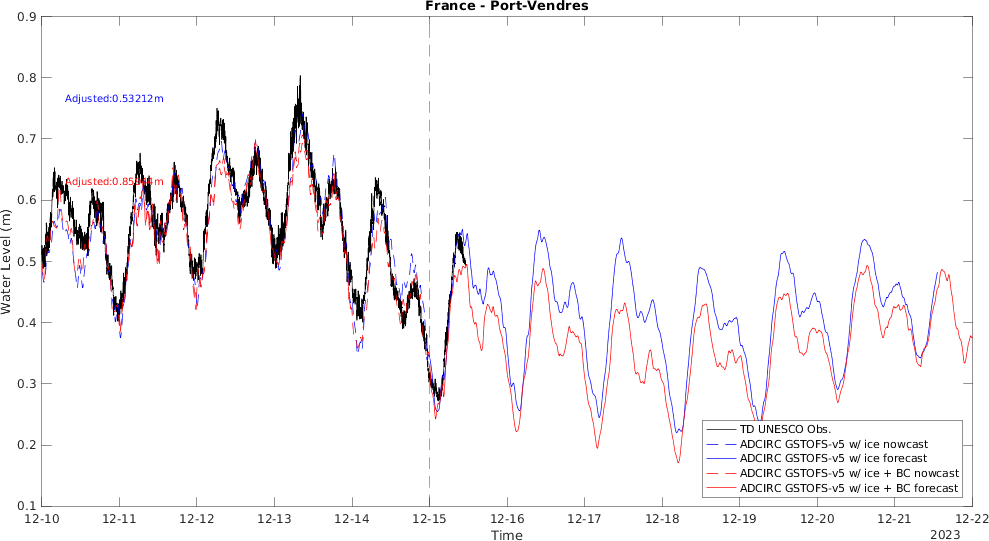 France - Port-Vendres
0.9
0.8
0.7
0.6
0.5
0.4
0.3
0.2
0.1
Water Level (m)
Adjusted:0.53212m
TD UNESCO Obs.
ADCIRC GSTOFS-v5 w/ ice nowcast
ADCIRC GSTOFS-v5 w/ ice forecast
ADCIRC GSTOFS-v5 w/ ice + BC nowcast
ADCIRC GSTOFS-v5 w/ ice + BC forecast
12-10 12-11 12-12 12-13 12-14 12-15 12-16 12-17 12-18 12-19 12-20 12-21 12-22
Time
2023